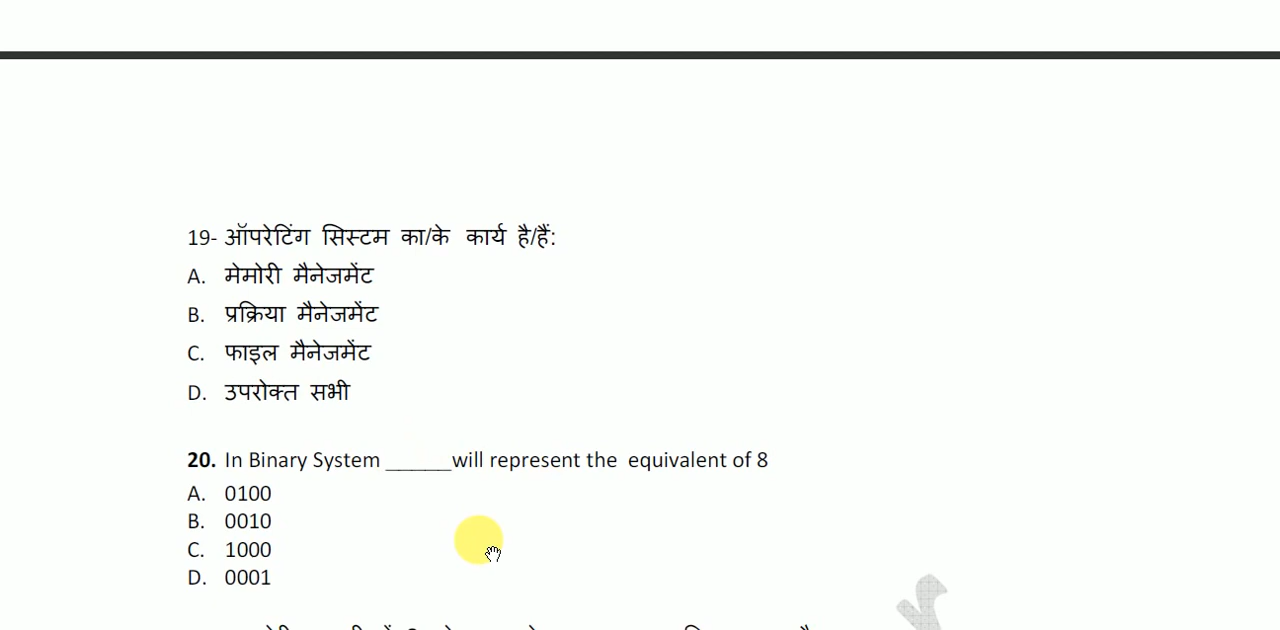 19- ऑपरेटिंग सिस्टम का/के कार्य है/हैं:
A. मेमोरी मैनेजमेंट
B. प्रक्रिया मैनेजमेंट
C. फाइल मैनेजमेंट
D. उपरोक्त सभी
20. In Binary System _____will represent the equivalent of 8
A. 0100
B. 0010
C. 1000
D. 0001